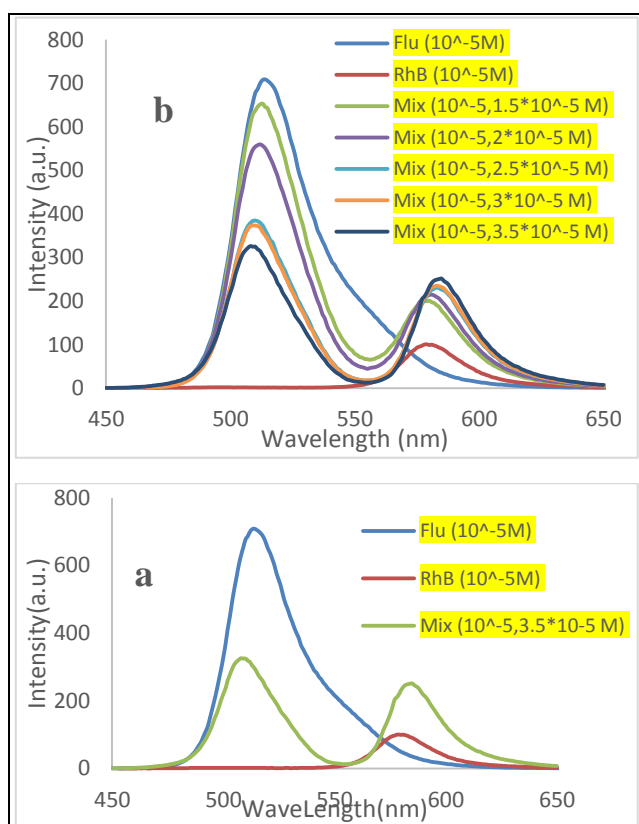 800
700
600
500
400
300
200
100
0
Intensity (a.u.)
b
Flu (10^-5M)
RhB (10^-5M)
Mix (10^-5,1.5*10^-5 M)
Mix (10^-5,2*10^-5 M)
Mix (10^-5,2.5*10^-5 M)
Mix (10^-5,3*10^-5 M)
Mix (10^-5,3.5*10^-5 M)
450 500 550 600 650
Wavelength (nm)
800
600
400
200
0
Intensity(a.u.)
a
Flu (10^-5M)
RhB (10^-5M)
Mix (10^-5,3.5*10-5 M)
450 500 550 600 650
WaveLength(nm)